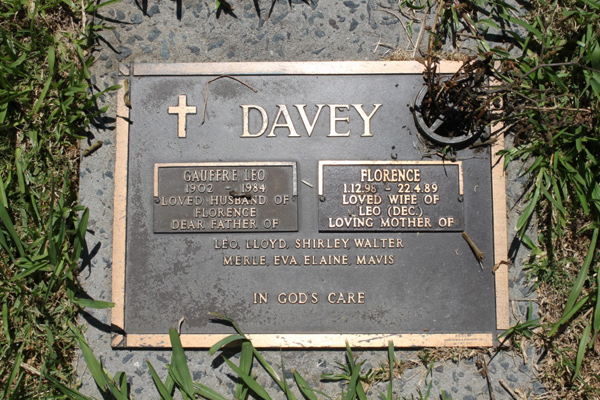 DAVEY
GAUEFRE LEO
1902 - 1984
LOVED HUSBAND OF
FLORENCE
DEAR FATHER OF
FLORENCE
1.12.98 - 22.4.89
LOVED WIFE OF
LEO (DEC.)
LOVING MOTHER OF
LEO, LLOYD, SHIRLEY, WALTER
MERLE, EVA, ELAINE, MAVIS
IN GOD'S CARE